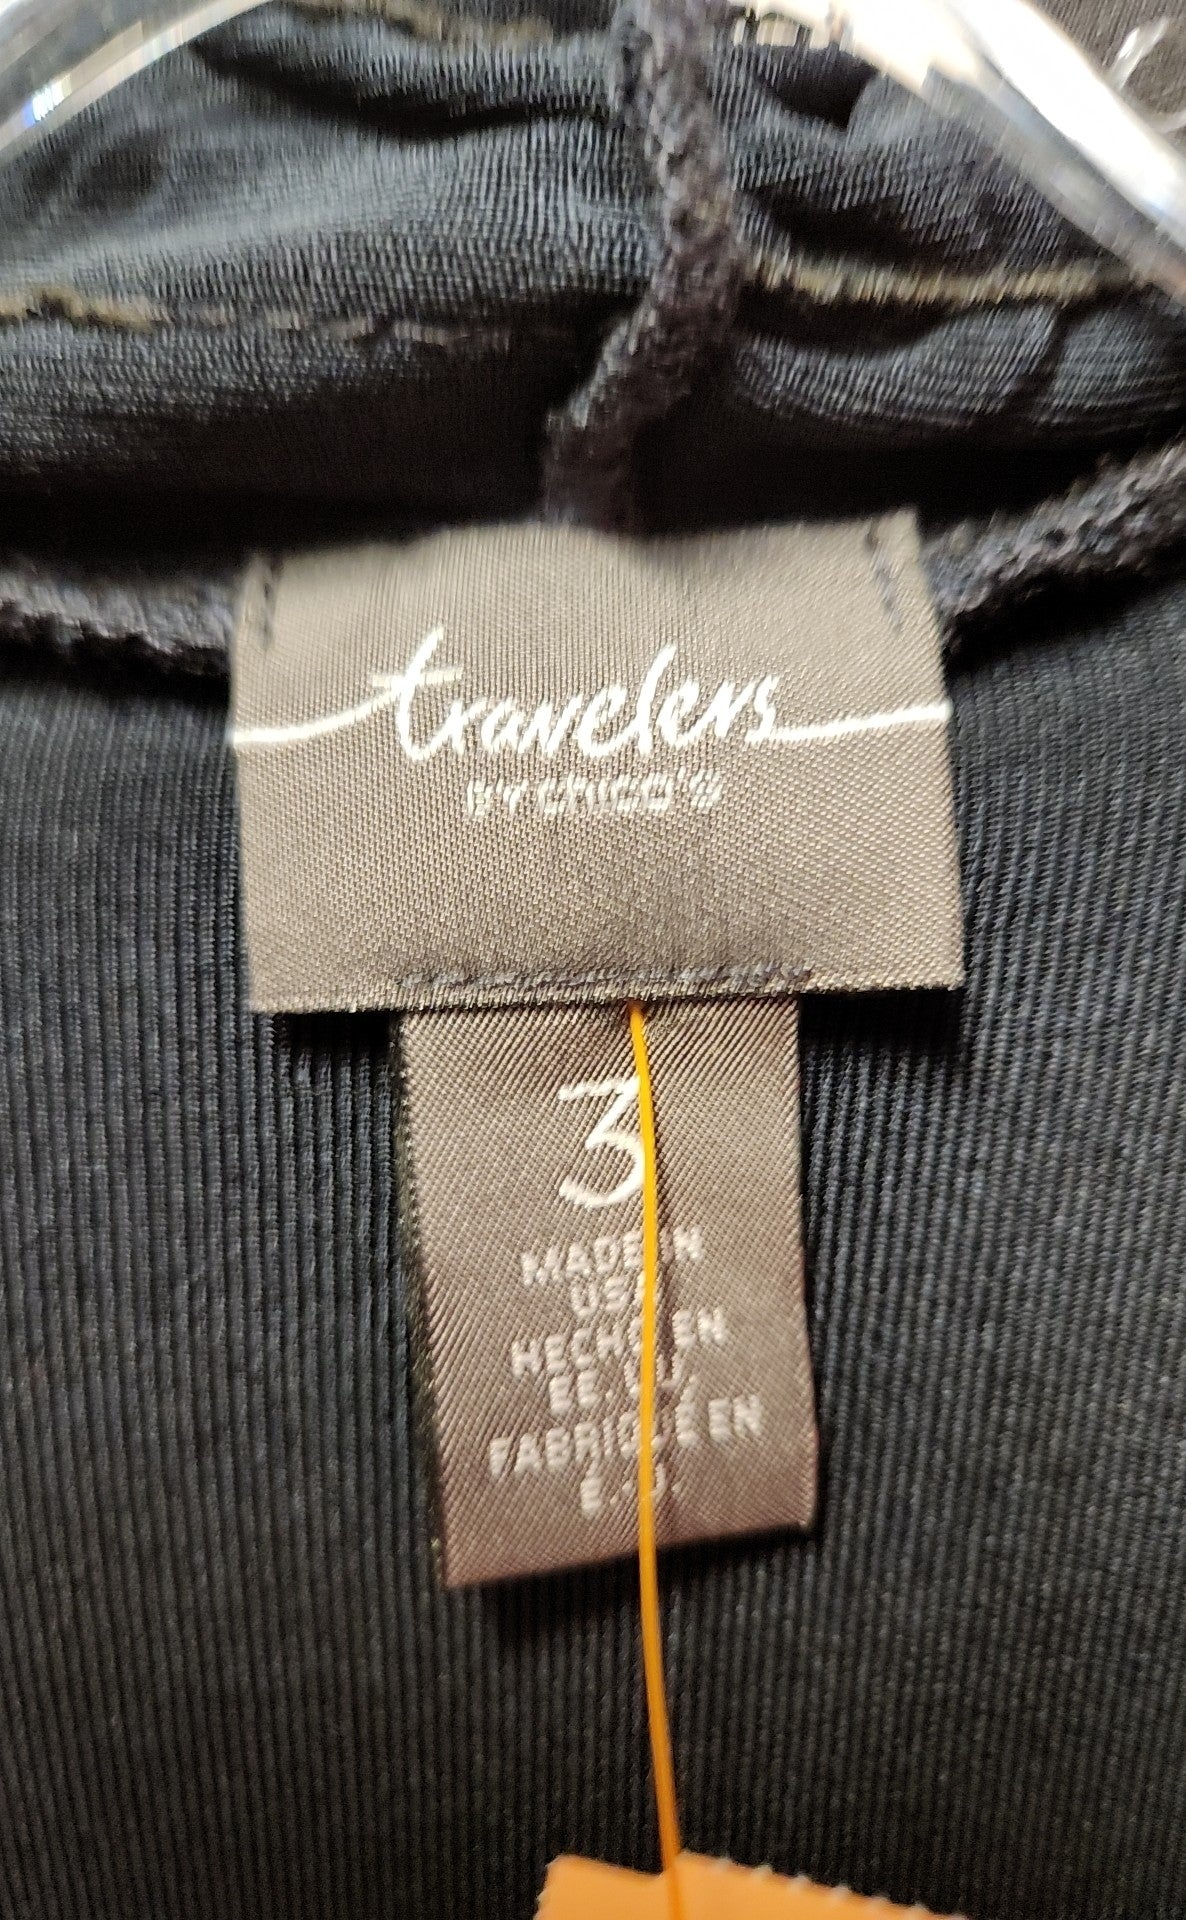 travelers
BY CHICO'S
3
MADE IN
USA
HECHO EN
EE.UU.
FABRIQUE EN
E.-U.